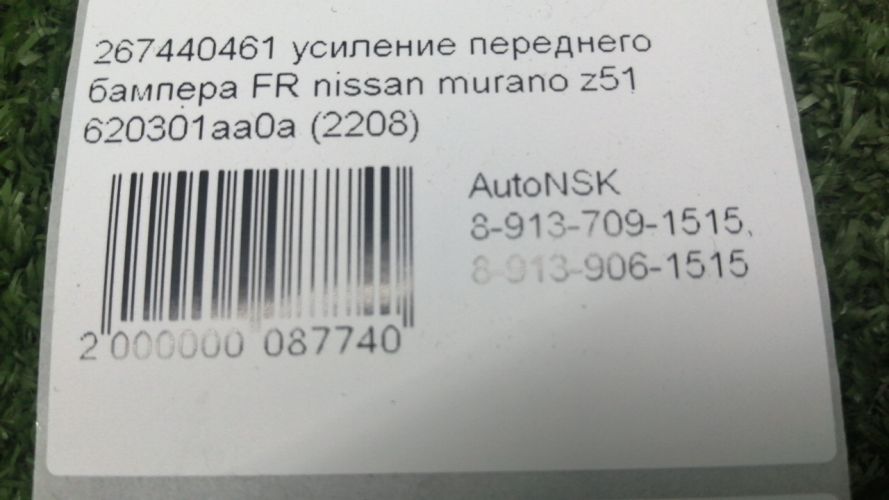 267440461 усиление переднего
бампера FR nissan murano z51
620301aa0a (2208)
AutoNSK
8-913-709-1515,
8-913-906-1515
2 000000 087740